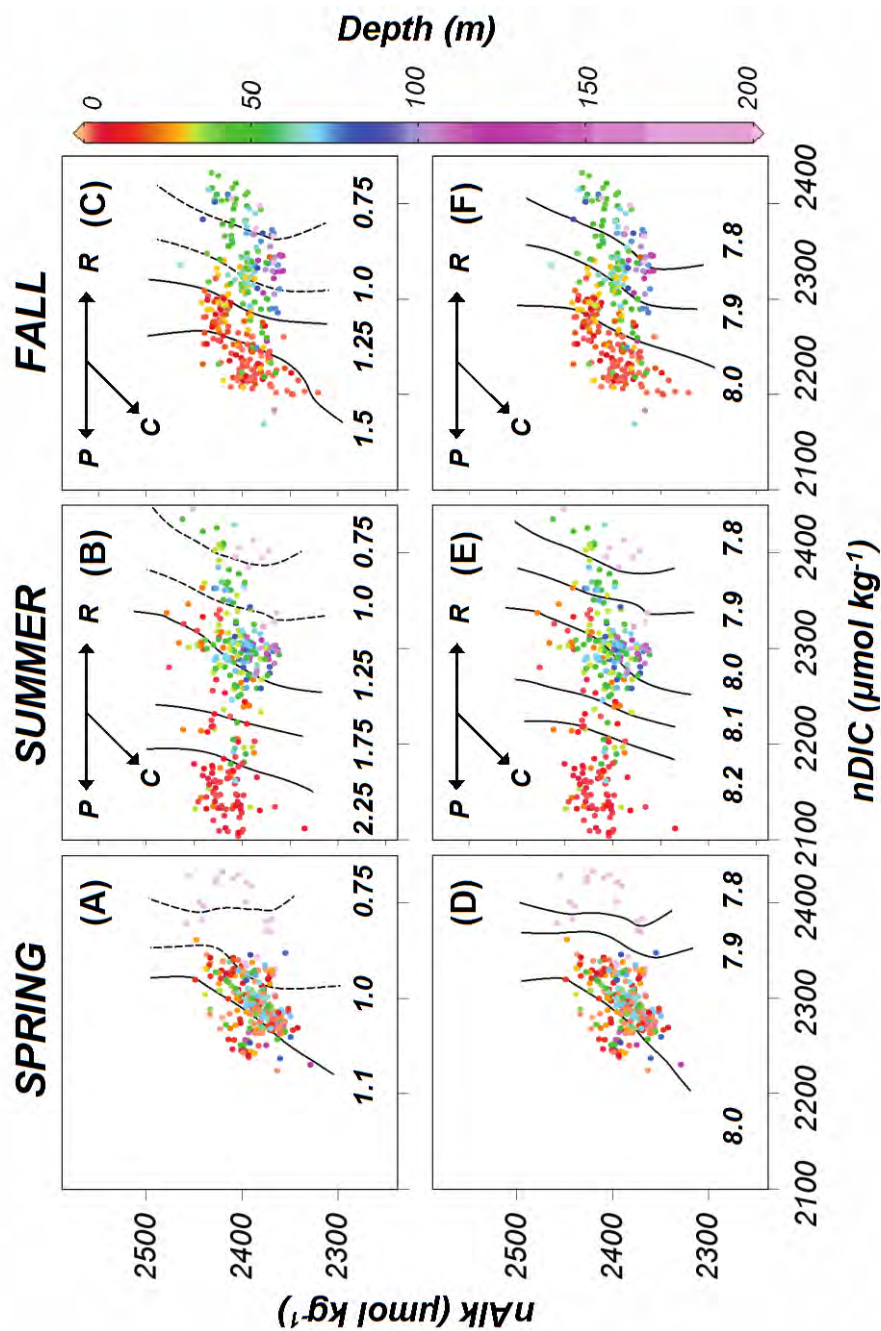 SPRING
SUMMER
FALL
(A)
1.1
1.0
0.75
P
R
C
(B)
2.25
1.75
1.25
1.0
0.75
P
R
C
(C)
1.5
1.25
1.0
0.75
2500
2400
2300
(D)
8.0
7.9
7.8
P
R
C
(E)
8.2
8.1
8.0
7.9
7.8
P
R
C
(F)
8.0
7.9
7.8
2500
2400
2300
nAlk (µmol kg-1)
2100
2200
2300
2400
2100
2200
2300
2400
2100
2200
2300
2400
nDIC (µmol kg-1)
Depth (m)
0
50
100
150
200